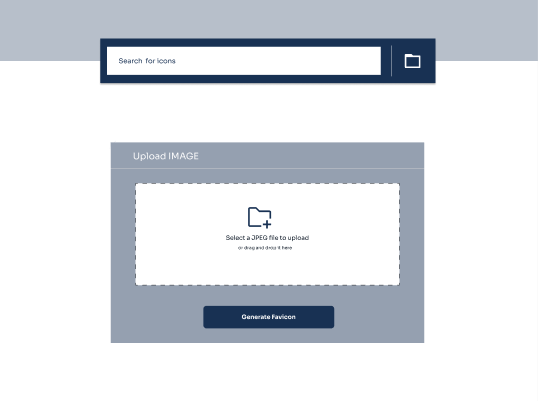 Search for icons
Upload IMAGE
Select a JPEG file to upload
or drag and drop it here
Generate Favicon